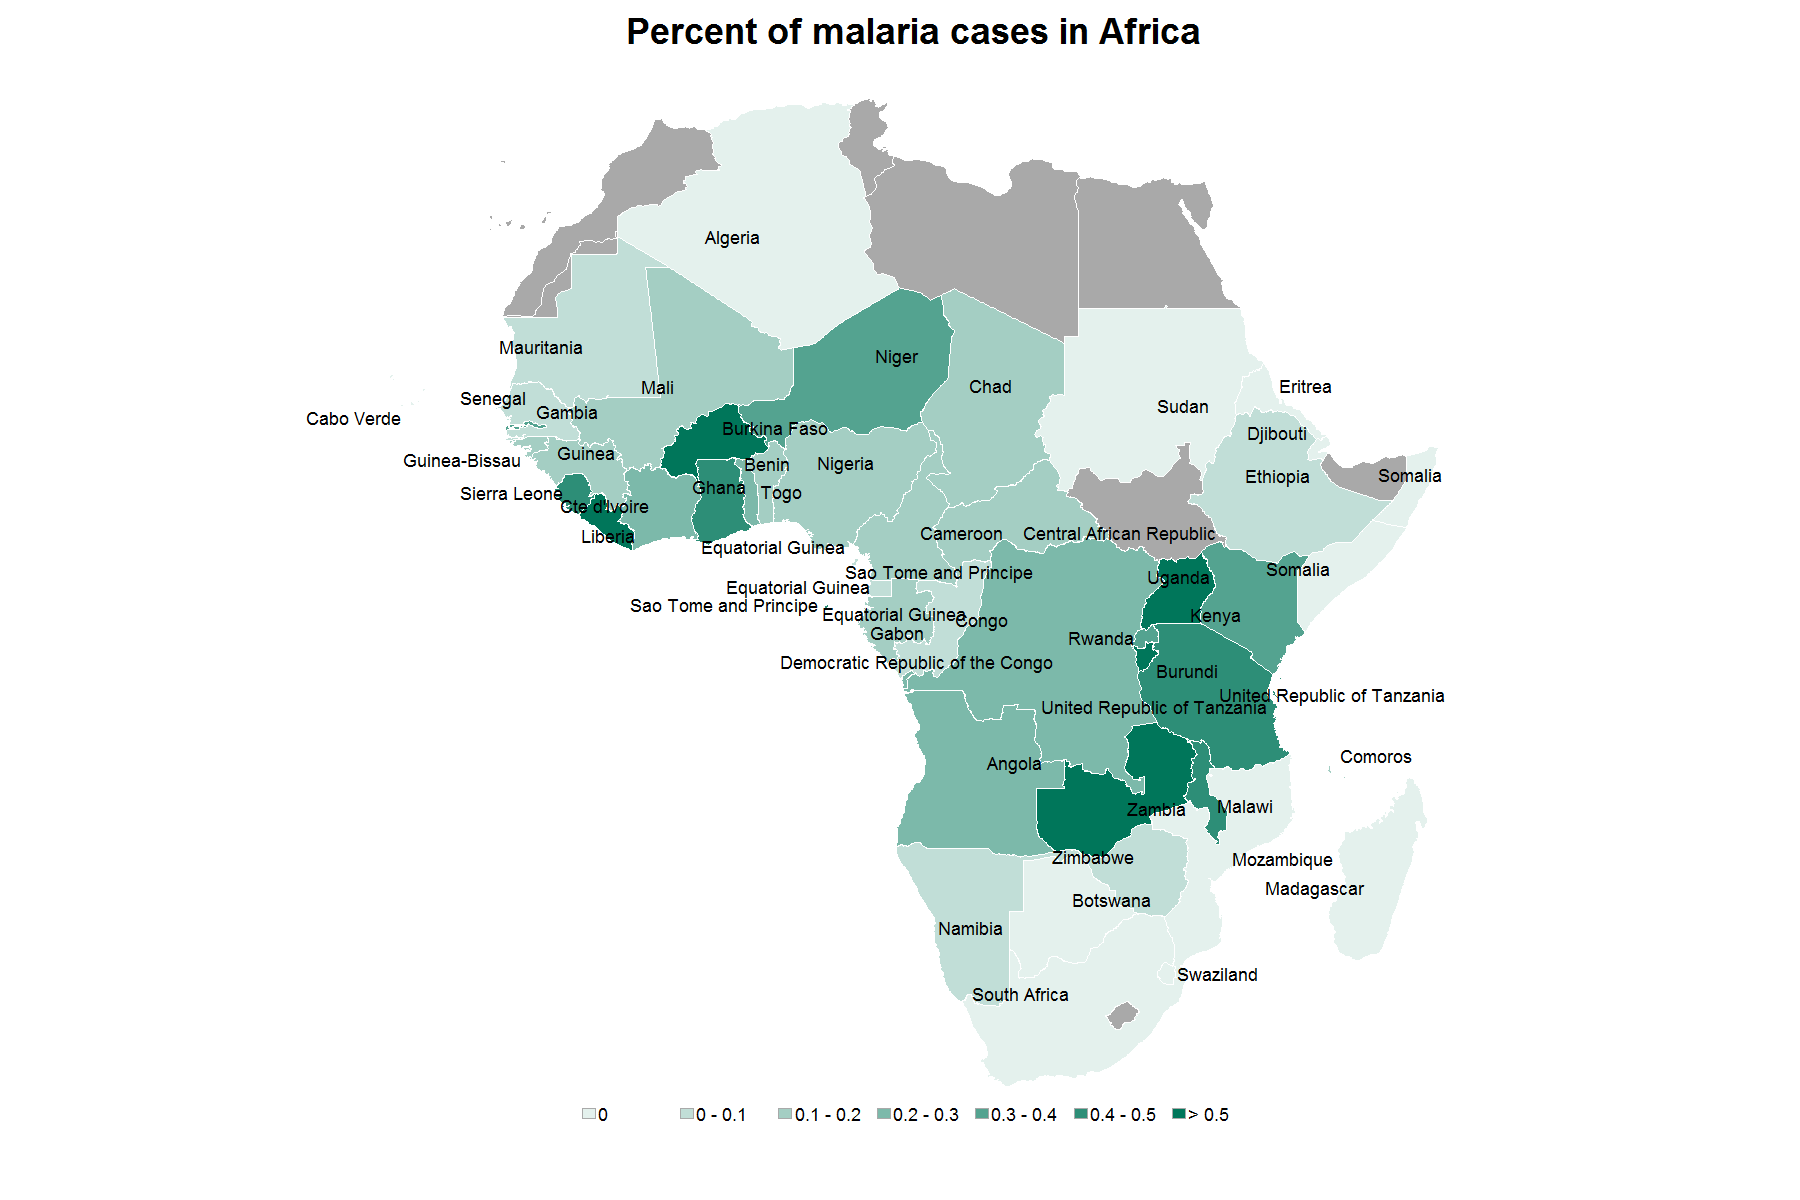 Percent of malaria cases in Africa
Algeria
Mauritania
Niger
Mali
Chad
Eritrea
Senegal
Gambia
Sudan
Cabo Verde
Burkina Faso
Djibouti
Guinea
Guinea-Bissau
Benin
Nigeria
Ethiopia
Somalia
Sierra Leone
Ghana
Togo
Cte d'Ivoire
Liberia
Cameroon
Central African Republic
Equatorial Guinea
Sao Tome and Principe
Uganda
Somalia
Equatorial Guinea
Sao Tome and Principe
Equatorial Guinea
Congo
Kenya
Gabon
Rwanda
Democratic Republic of the Congo
Burundi
United Republic of Tanzania
United Republic of Tanzania
Angola
Comoros
Zambia
Malawi
Zimbabwe
Mozambique
Madagascar
Botswana
Namibia
Swaziland
South Africa
0
0 - 0.1
0.1 - 0.2
0.2 - 0.3
0.3 - 0.4
0.4 - 0.5
> 0.5